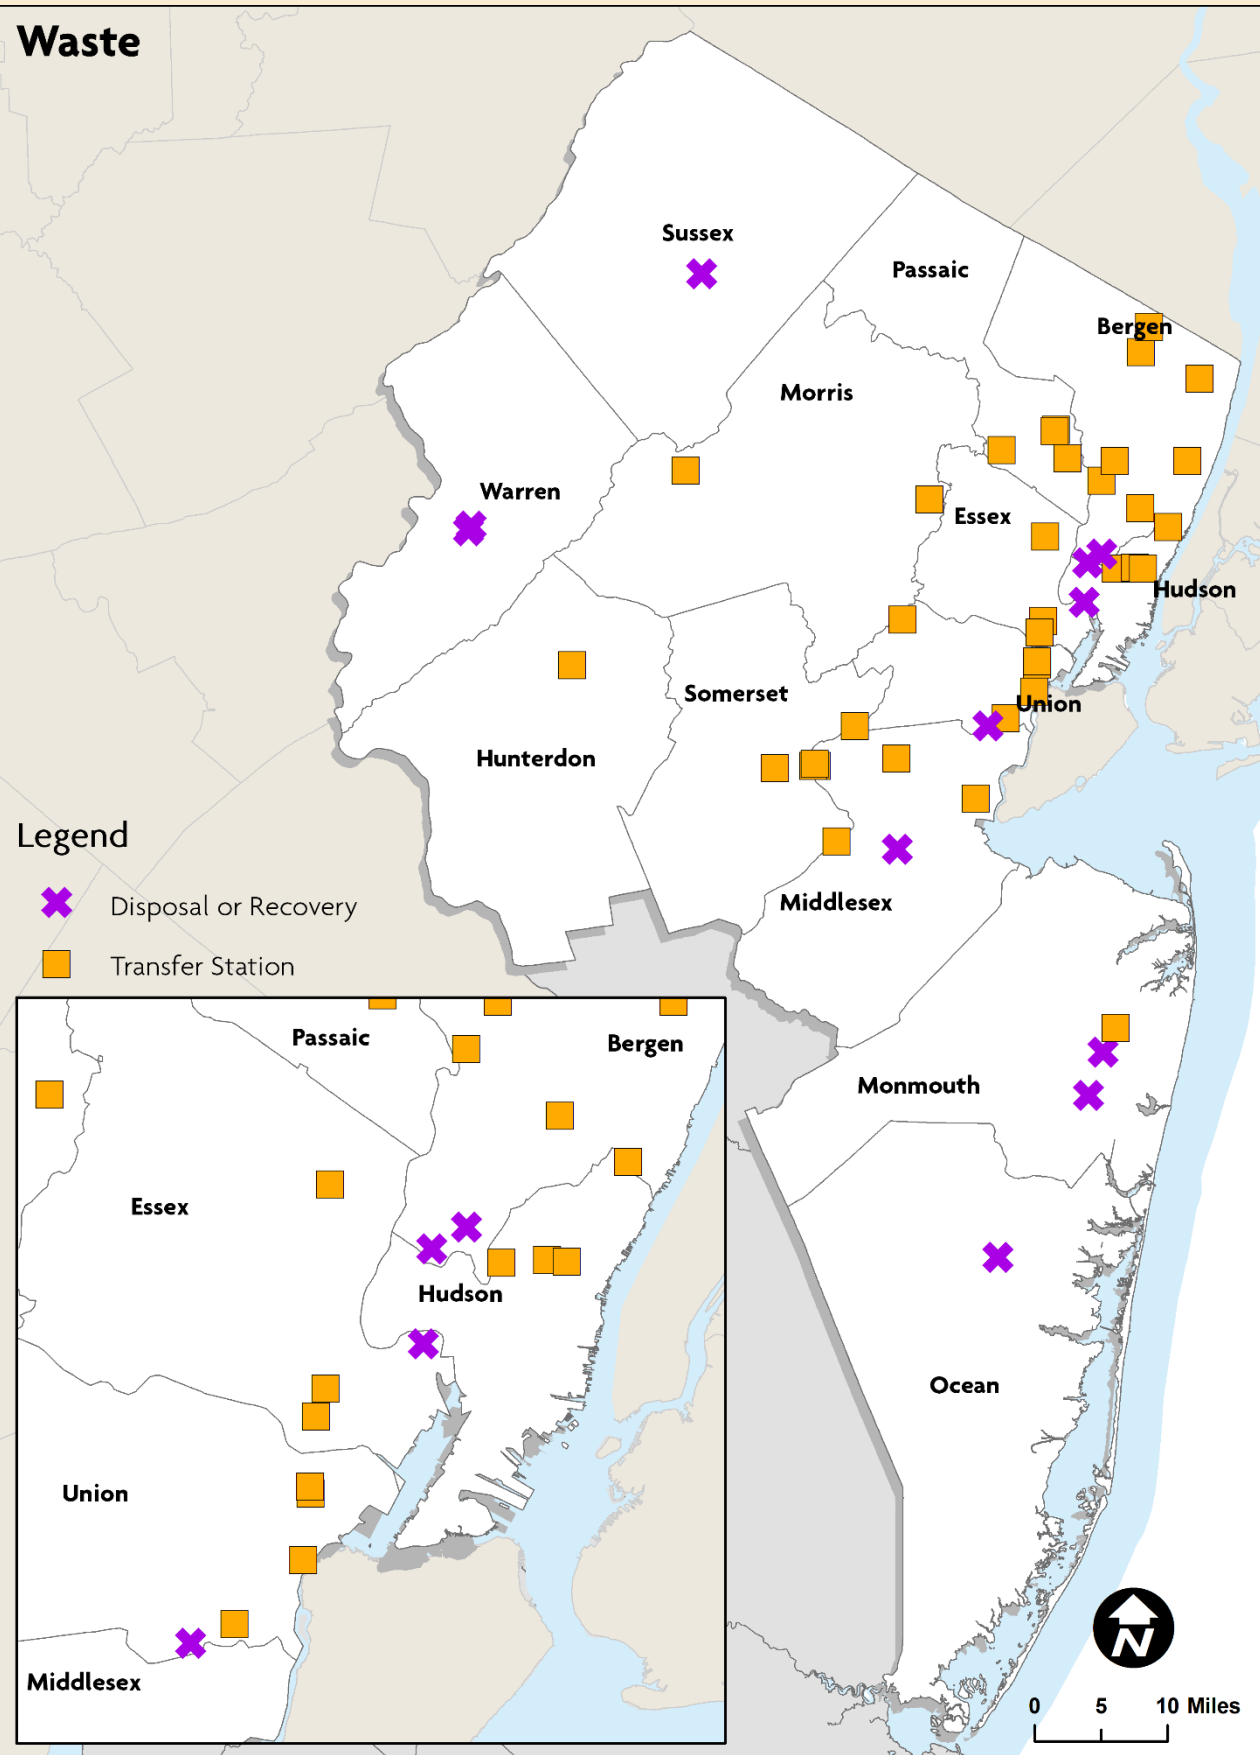 Waste
Sussex
Passaic
Bergen
Morris
Warren
Essex
Hudson
Somerset
Union
Hunterdon
Middlesex
Monmouth
Ocean
Legend
Disposal or Recovery
Transfer Station
Passaic
Bergen
Essex
Hudson
Union
Middlesex
N
0 5 10 Miles